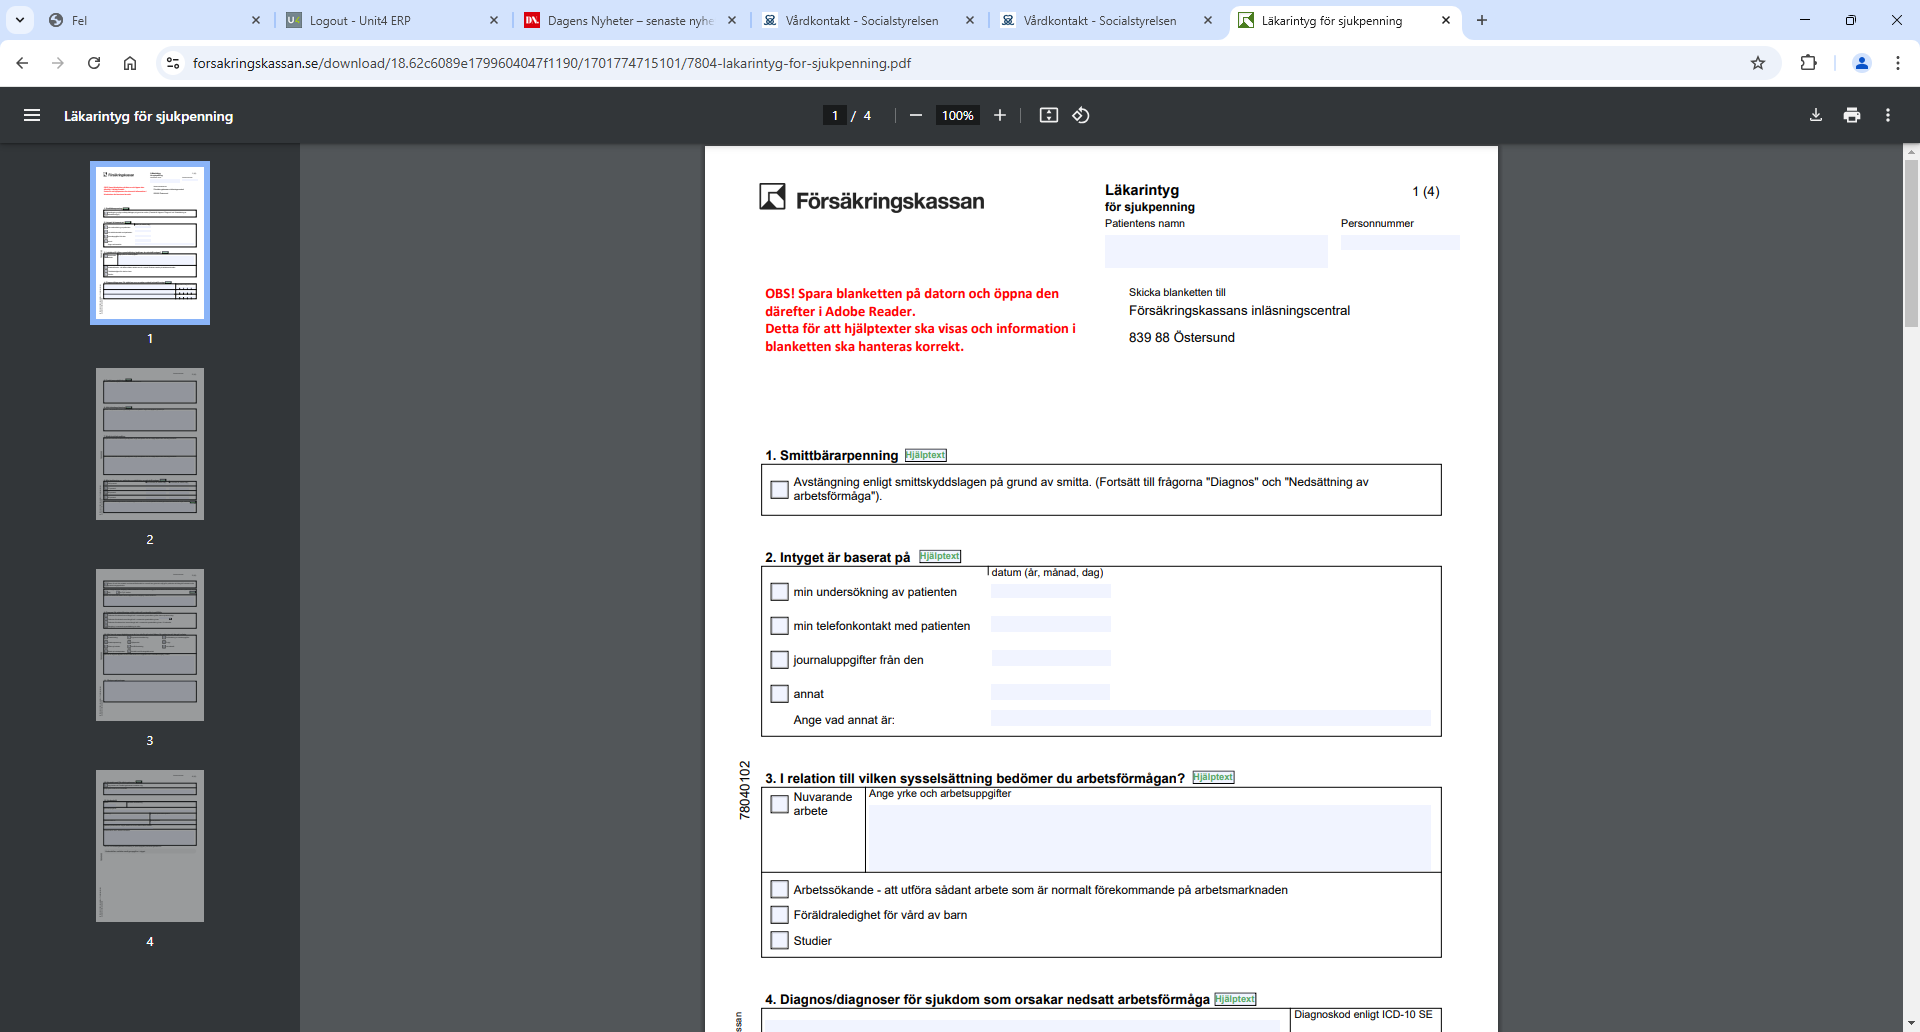 Fel
Logout - Unit4 ERP
Dagens Nyheter – senaste nyhe
Vårdkontakt - Socialstyrelsen
Vårdkontakt - Socialstyrelsen
Läkarintyg för sjukpenning
forsakringskassan.se/download/18.62c6089e1799604047f1190/1701774715101/7804-lakarintyg-for-sjukpenning.pdf
Läkarintyg för sjukpenning
1 / 4
100%
1
2
3
4
Försäkringskassan
Läkarintyg
för sjukpenning
1 (4)
Patientens namn
Personnummer
OBS! Spara blanketten på datorn och öppna den
därefter i Adobe Reader.
Detta för att hjälptexter ska visas och information i
blanketten ska hanteras korrekt.
Skicka blanketten till
Försäkringskassans inläsningscentral
839 88 Östersund
1. Smittbärarpenning Hjälptext
Avstängning enligt smittskyddslagen på grund av smitta. (Fortsätt till frågorna "Diagnos" och "Nedsättning av
arbetsförmåga").
2. Intyget är baserat på Hjälptext
datum (år, månad, dag)
min undersökning av patienten
min telefonkontakt med patienten
journaluppgifter från den
annat
Ange vad annat är:
78040102
3. I relation till vilken sysselsättning bedömer du arbetsförmågan? Hjälptext
Nuvarande
arbete
Ange yrke och arbetsuppgifter
Arbetssökande - att utföra sådant arbete som är normalt förekommande på arbetsmarknaden
Föräldraledighet för vård av barn
Studier
4. Diagnos/diagnoser för sjukdom som orsakar nedsatt arbetsförmåga Hjälptext
Diagnoskod enligt ICD-10 SE
ssan